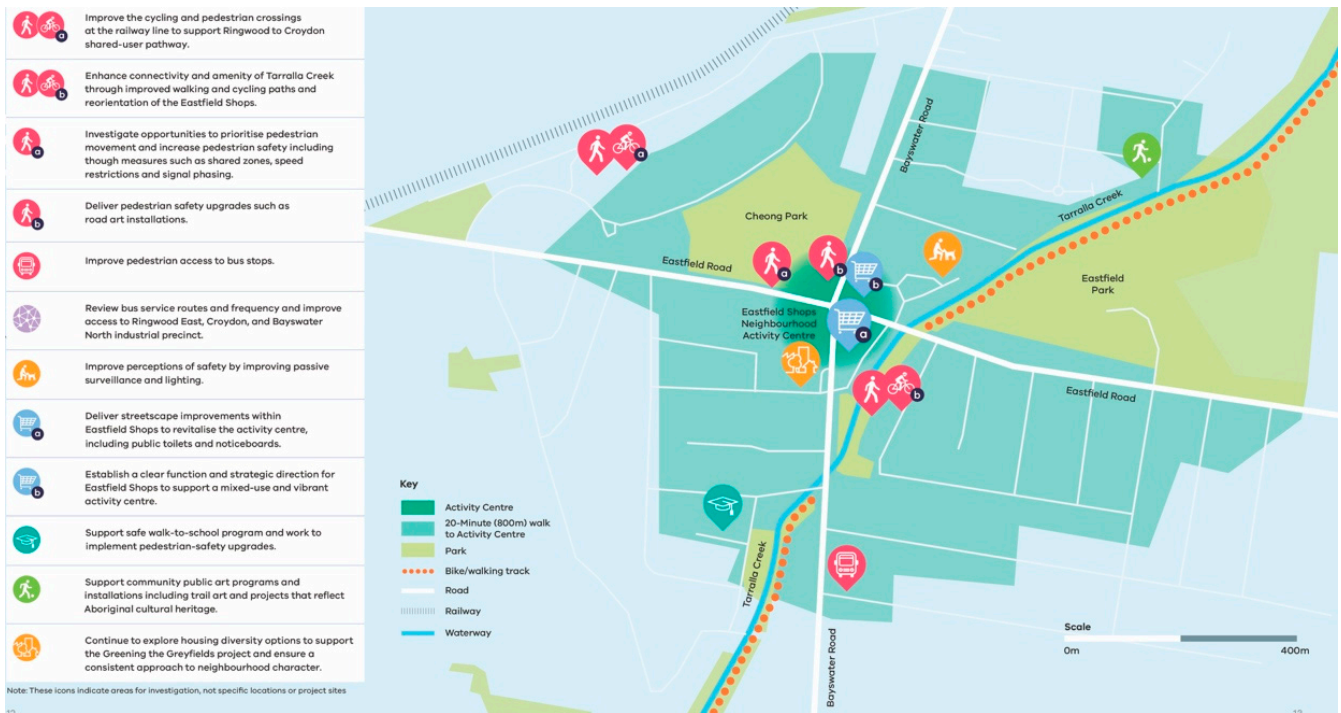 Improve the cycling and pedestrian crossings
at the railway line to support Ringwood to Croydon
shared-user pathway.
a
Enhance connectivity and amenity of Tarralla Creek
through improved walking and cycling paths and
reorientation of the Eastfield Shops.
b
Investigate opportunities to prioritise pedestrian
movement and increase pedestrian safety including
though measures such as shared zones, speed
restrictions and signal phasing.
a
Deliver pedestrian safety upgrades such as
road art installations.
b
Improve pedestrian access to bus stops.
Review bus service routes and frequency and improve
access to Ringwood East, Croydon, and Bayswater
North industrial precinct.
Improve perceptions of safety by improving passive
surveillance and lighting.
Deliver streetscape improvements within
Eastfield Shops to revitalise the activity centre,
including public toilets and noticeboards.
a
Establish a clear function and strategic direction for
Eastfield Shops to support a mixed-use and vibrant
activity centre.
b
Support safe walk-to-school program and work to
implement pedestrian-safety upgrades.
Support community public art programs and
installations including trail art and projects that reflect
Aboriginal cultural heritage.
Continue to explore housing diversity options to support
the Greening the Greyfields project and ensure a
consistent approach to neighbourhood character.
Note: These icons indicate areas for investigation, not specific locations or project sites
Bayswater Road
a
Tarralla Creek
Cheong Park
Eastfield Road
a
b
b
Eastfield
Park
Eastfield Shops
Neighbourhood
Activity Centre
a
b
Eastfield Road
Key
Activity Centre
20-Minute (800m) walk
to Activity Centre
Park
Bike/walking track
Road
Railway
Waterway
Tarralla Creek
Bayswater Road
Scale
0m
400m